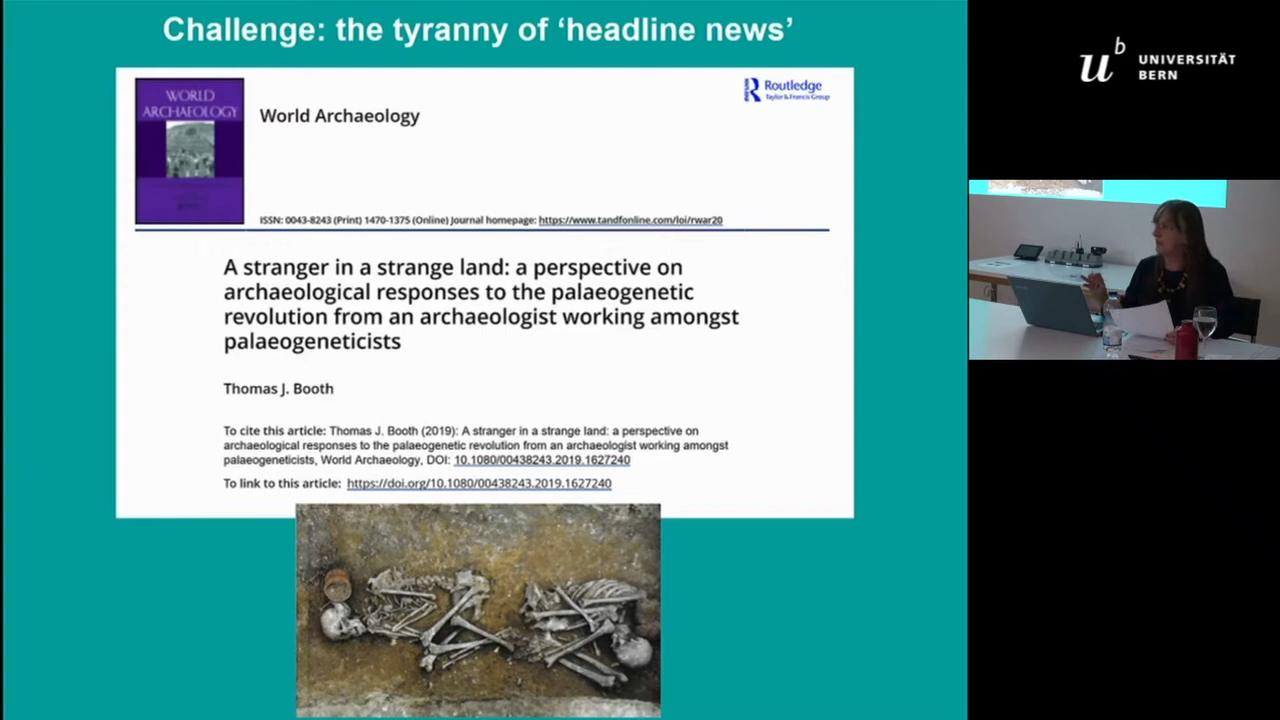 Challenge: the tyranny of ‘headline news’
WORLD
ARCHAEOLOGY
World Archaeology
Routledge
Taylor & Francis Group
ISSN: 0043-8243 (Print) 1470-1375 (Online) Journal homepage: https://www.tandfonline.com/loi/rwar20
A stranger in a strange land: a perspective on
archaeological responses to the palaeogenetic
revolution from an archaeologist working amongst
palaeogeneticists
Thomas J. Booth
To cite this article: Thomas J. Booth (2019): A stranger in a strange land: a perspective on
archaeological responses to the palaeogenetic revolution from an archaeologist working amongst
palaeogeneticists, World Archaeology, DOI: 10.1080/00438243.2019.1627240
To link to this article: https://doi.org/10.1080/00438243.2019.1627240
u b
UNIVERSITÄT
BERN